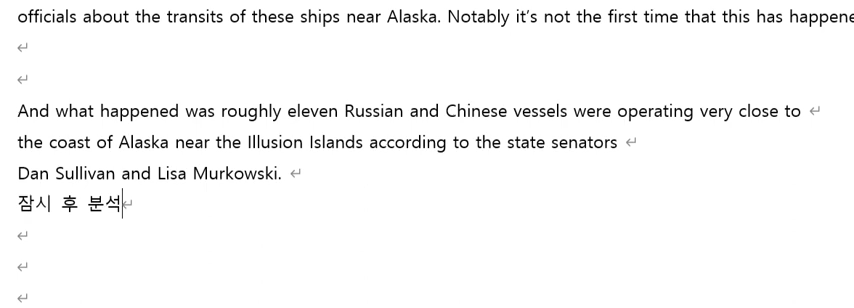 officials about the transits of these ships near Alaska. Notably it's not the first time that this has happene
And what happened was roughly eleven Russian and Chinese vessels were operating very close to
the coast of Alaska near the Illusion Islands according to the state senators
Dan Sullivan and Lisa Murkowski.
잠시 후 분석